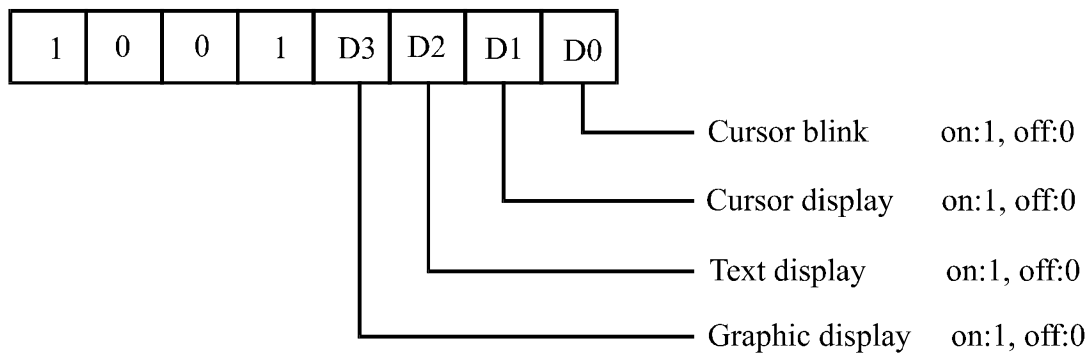 1 0 0 1 D3 D2 D1 D0
Cursor blink on:1, off:0
Cursor display on:1, off:0
Text display on:1, off:0
Graphic display on:1, off:0